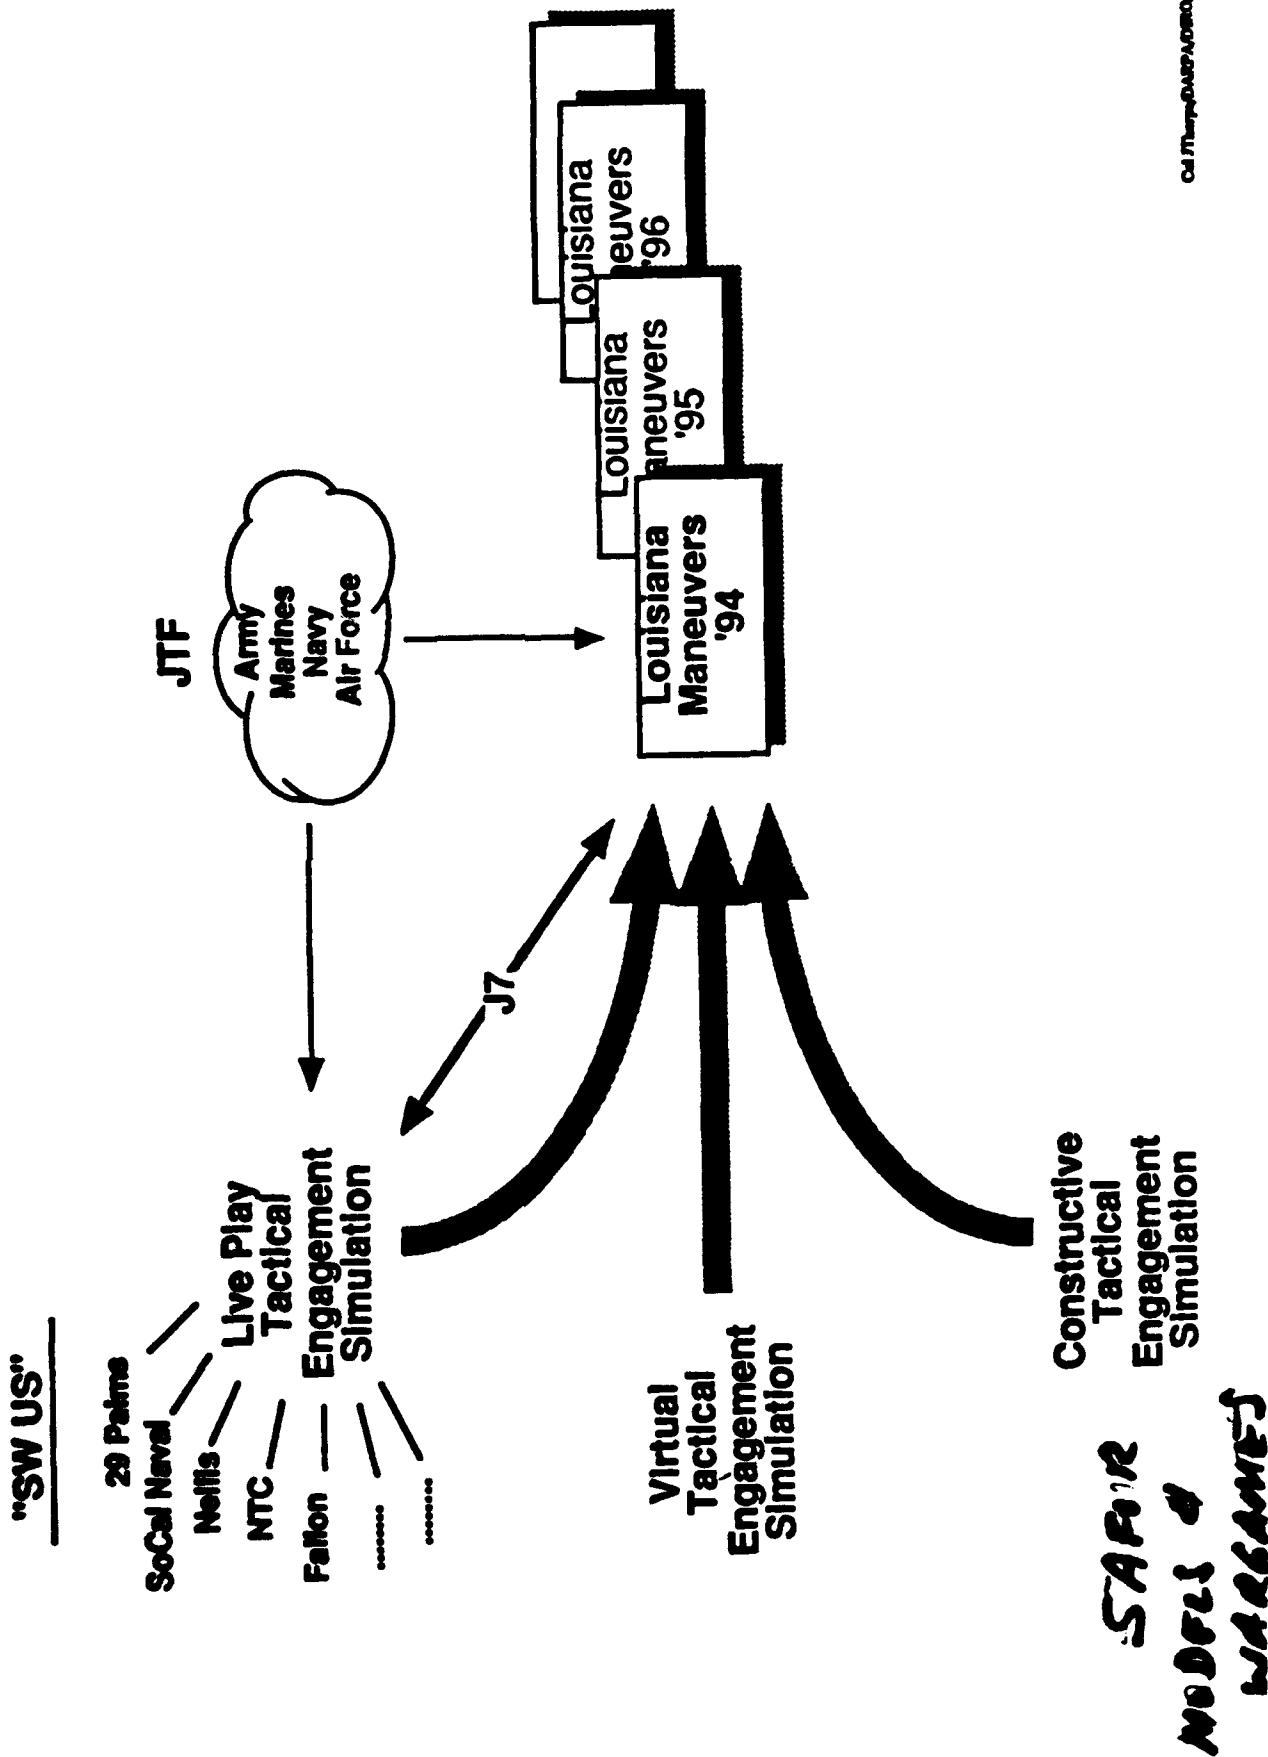 "SW US"
29 Palms
SoCal Naval
Nellis
NTC
Fallon
........
........
Live Play
Tactical
Engagement
Simulation
JTF
Army
Marines
Navy
Air Force
J7
Virtual
Tactical
Engagement
Simulation
Louisiana
Maneuvers
'94
Louisiana
aneuvers
'95
Louisiana
euvers
'96
Constructive
Tactical
Engagement
Simulation
MODELS &
WARGAMES